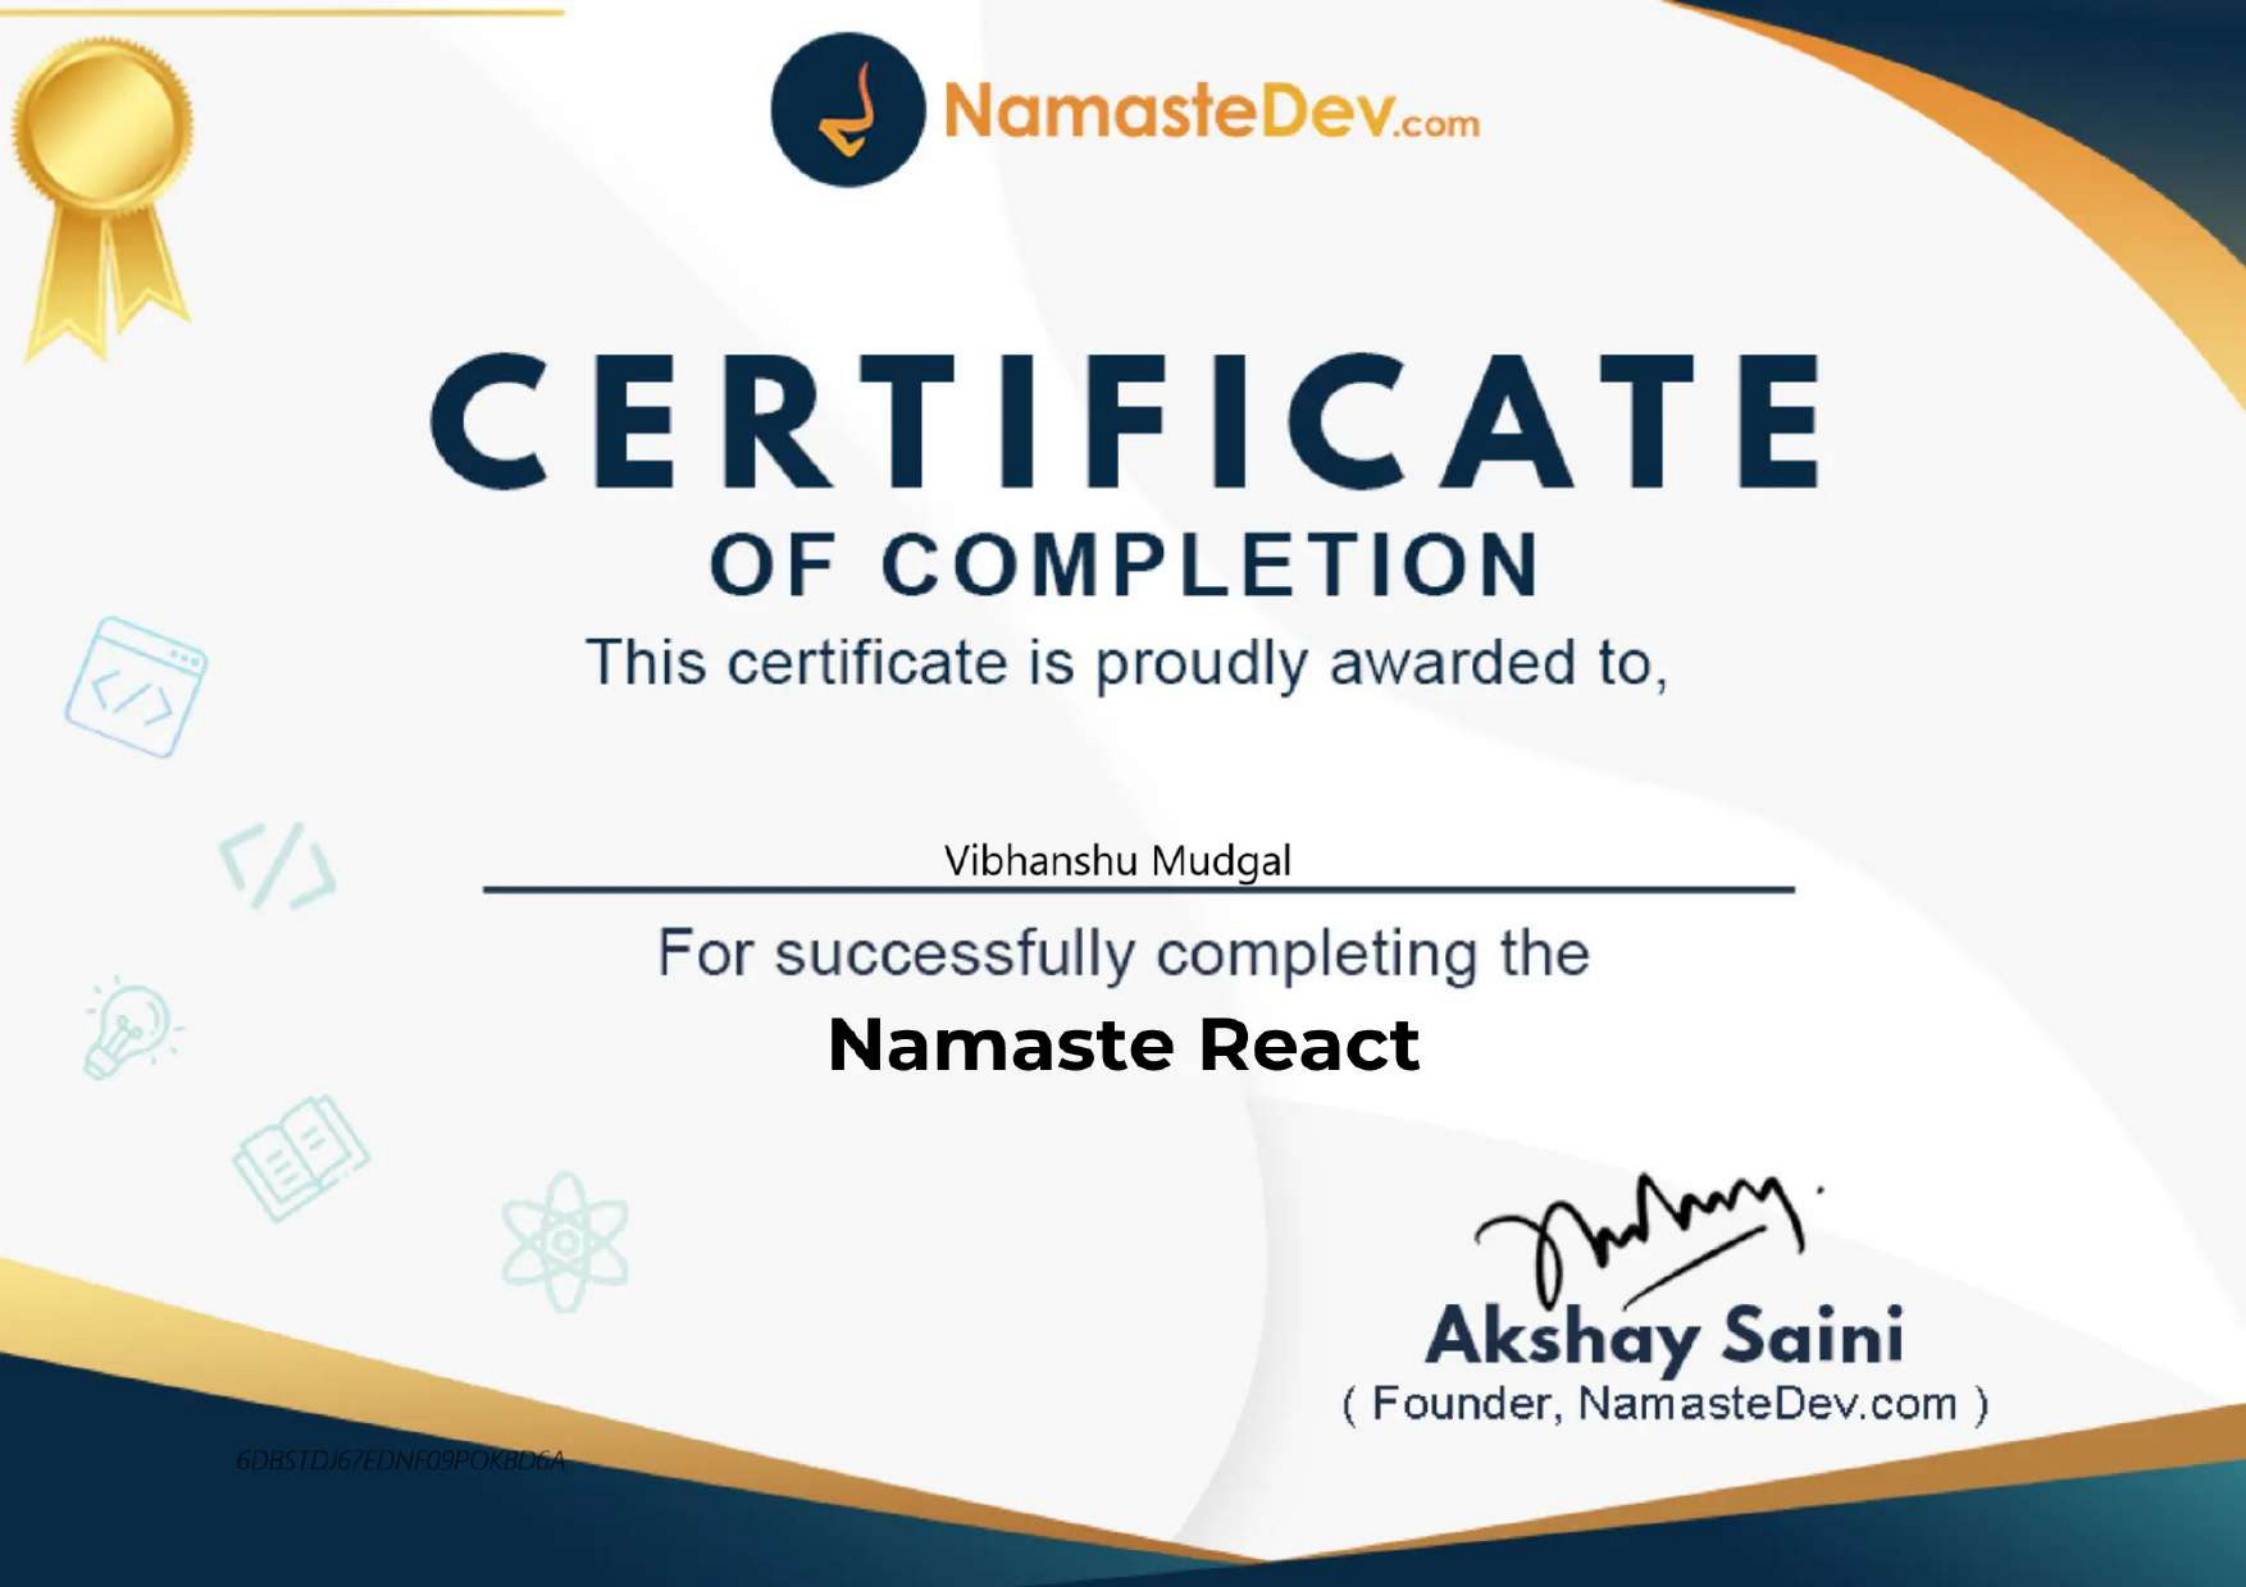 NamasteDev.com
CERTIFICATE
OF COMPLETION
This certificate is proudly awarded to,
Vibhanshu Mudgal
For successfully completing the
Namaste React
Akshay Saini
( Founder, NamasteDev.com )
6DBSTDJ67EDNF09POKBD6A